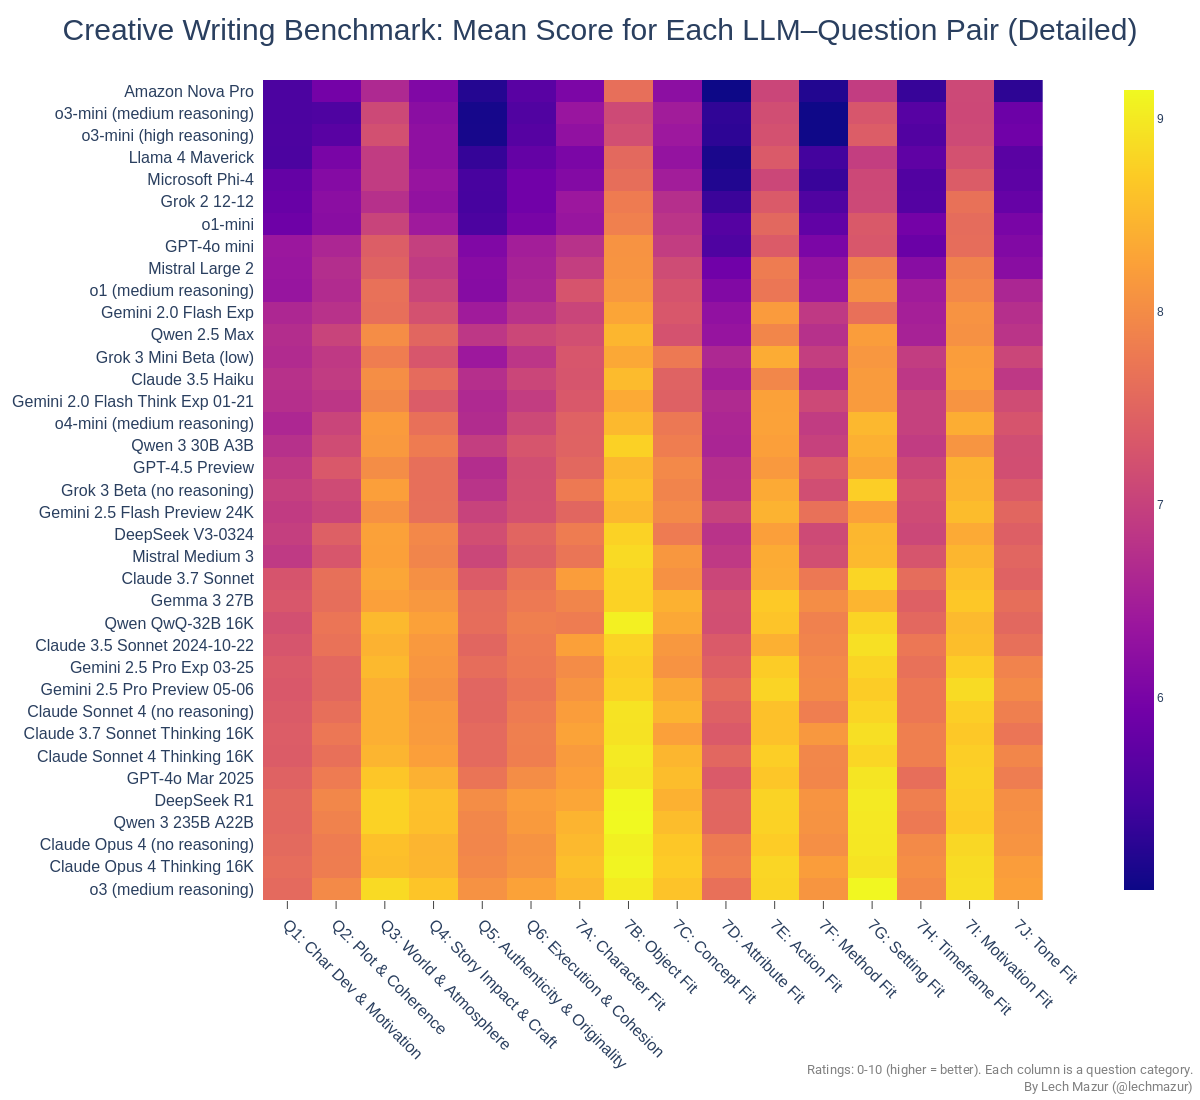 Creative Writing Benchmark: Mean Score for Each LLM–Question Pair (Detailed)
Amazon Nova Pro
o3-mini (medium reasoning)
o3-mini (high reasoning)
Llama 4 Maverick
Microsoft Phi-4
Grok 2 12-12
o1-mini
GPT-4o mini
Mistral Large 2
o1 (medium reasoning)
Gemini 2.0 Flash Exp
Qwen 2.5 Max
Grok 3 Mini Beta (low)
Claude 3.5 Haiku
Gemini 2.0 Flash Think Exp 01-21
o4-mini (medium reasoning)
Qwen 3 30B A3B
GPT-4.5 Preview
Grok 3 Beta (no reasoning)
Gemini 2.5 Flash Preview 24K
DeepSeek V3-0324
Mistral Medium 3
Claude 3.7 Sonnet
Gemma 3 27B
Qwen QwQ-32B 16K
Claude 3.5 Sonnet 2024-10-22
Gemini 2.5 Pro Exp 03-25
Gemini 2.5 Pro Preview 05-06
Claude Sonnet 4 (no reasoning)
Claude 3.7 Sonnet Thinking 16K
Claude Sonnet 4 Thinking 16K
GPT-4o Mar 2025
DeepSeek R1
Qwen 3 235B A22B
Claude Opus 4 (no reasoning)
Claude Opus 4 Thinking 16K
o3 (medium reasoning)
Q1: Char Dev & Motivation
Q2: Plot & Coherence
Q3: World & Atmosphere
Q4: Story Impact & Craft
Q5: Authenticity & Originality
Q6: Execution & Cohesion
7A: Character Fit
7B: Object Fit
7C: Concept Fit
7D: Attribute Fit
7E: Action Fit
7F: Method Fit
7G: Setting Fit
7H: Timeframe Fit
7I: Motivation Fit
7J: Tone Fit
9
8
7
6
Ratings: 0-10 (higher = better). Each column is a question category.
By Lech Mazur (@lechmazur)